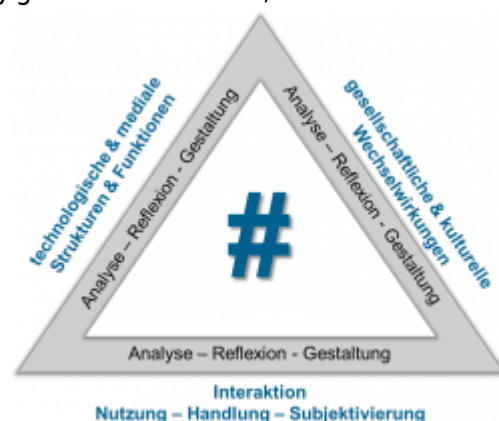 technologische & mediale
Strukturen & Funktionen
Analyse – Reflexion - Gestaltung
#
Analyse – Reflexion - Gestaltung
gesellschaftliche & kulturelle
Wechselwirkungen
Analyse – Reflexion - Gestaltung
Interaktion
Nutzung – Handlung – Subjektivierung